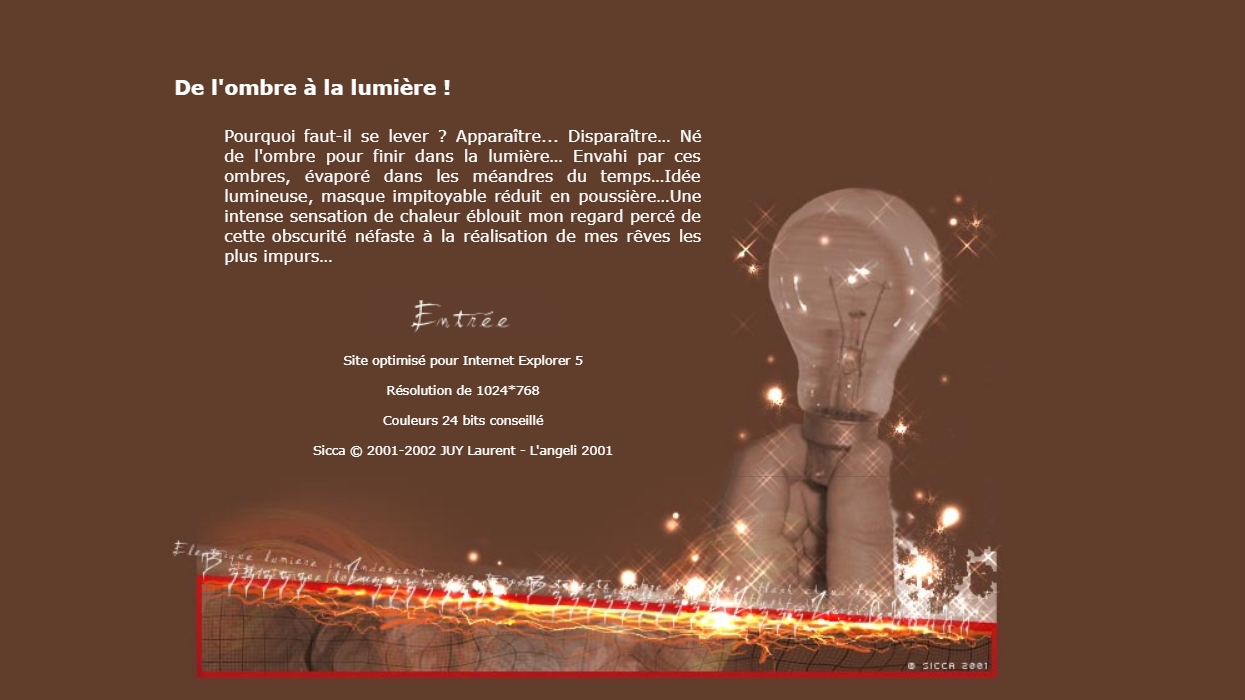 De l'ombre à la lumière !
Pourquoi faut-il se lever ? Apparaître... Disparaître... Né
de l'ombre pour finir dans la lumière... Envahi par ces
ombres, évaporé dans les méandres du temps...Idée
lumineuse, masque impitoyable réduit en poussière...Une
intense sensation de chaleur éblouit mon regard percé de
cette obscurité néfaste à la réalisation de mes rêves les
plus impurs...
Entrée
Site optimisé pour Internet Explorer 5
Résolution de 1024*768
Couleurs 24 bits conseillé
Sicca © 2001-2002 JUY Laurent - L'angeli 2001
Electrique lumiere
© SICCA 2001